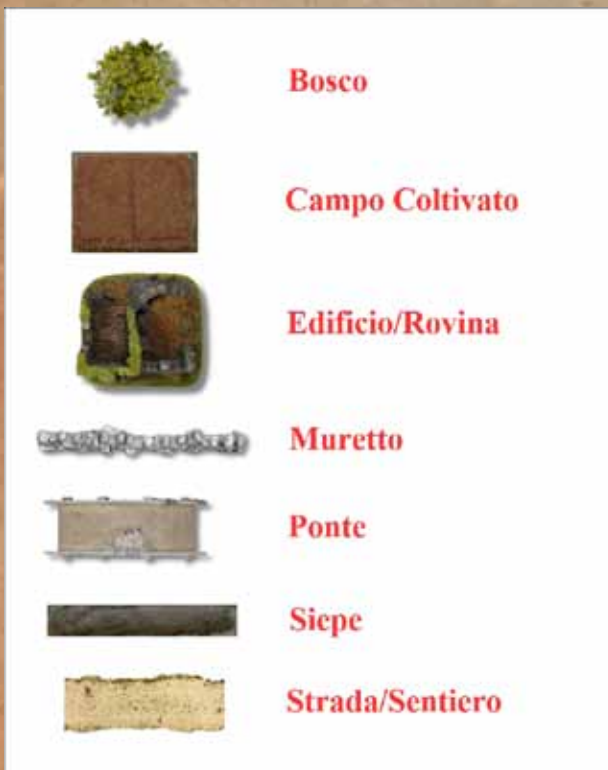 Bosco
Campo Coltivato
Edificio/Rovina
Muretto
Ponte
Siepe
Strada/Sentiero